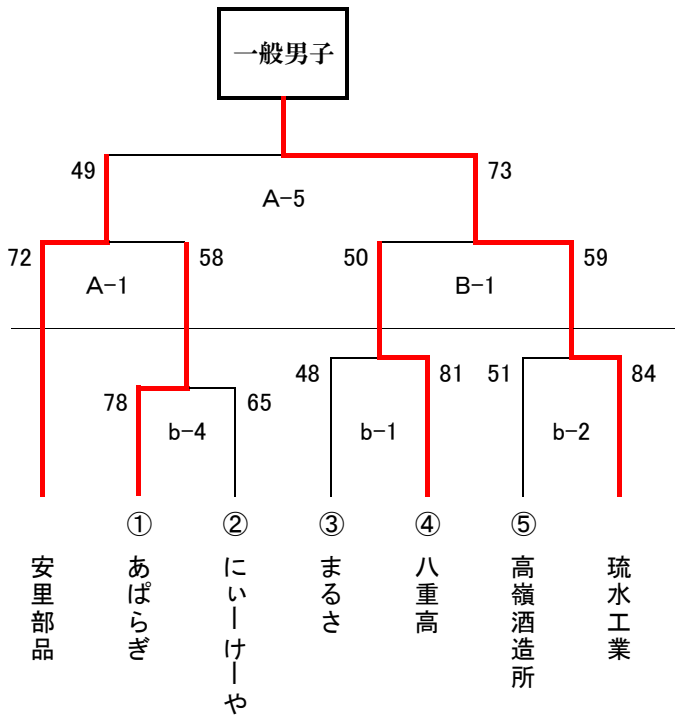 一般男子
49
73
A-5
72
58
50
59
A-1
B-1
48
81
51
84
78
65
b-4
b-1
b-2
①
②
③
④
⑤
安里部品
あぱらぎ
にぃーけーや
まるさ
八重高
高嶺酒造所
琉水工業